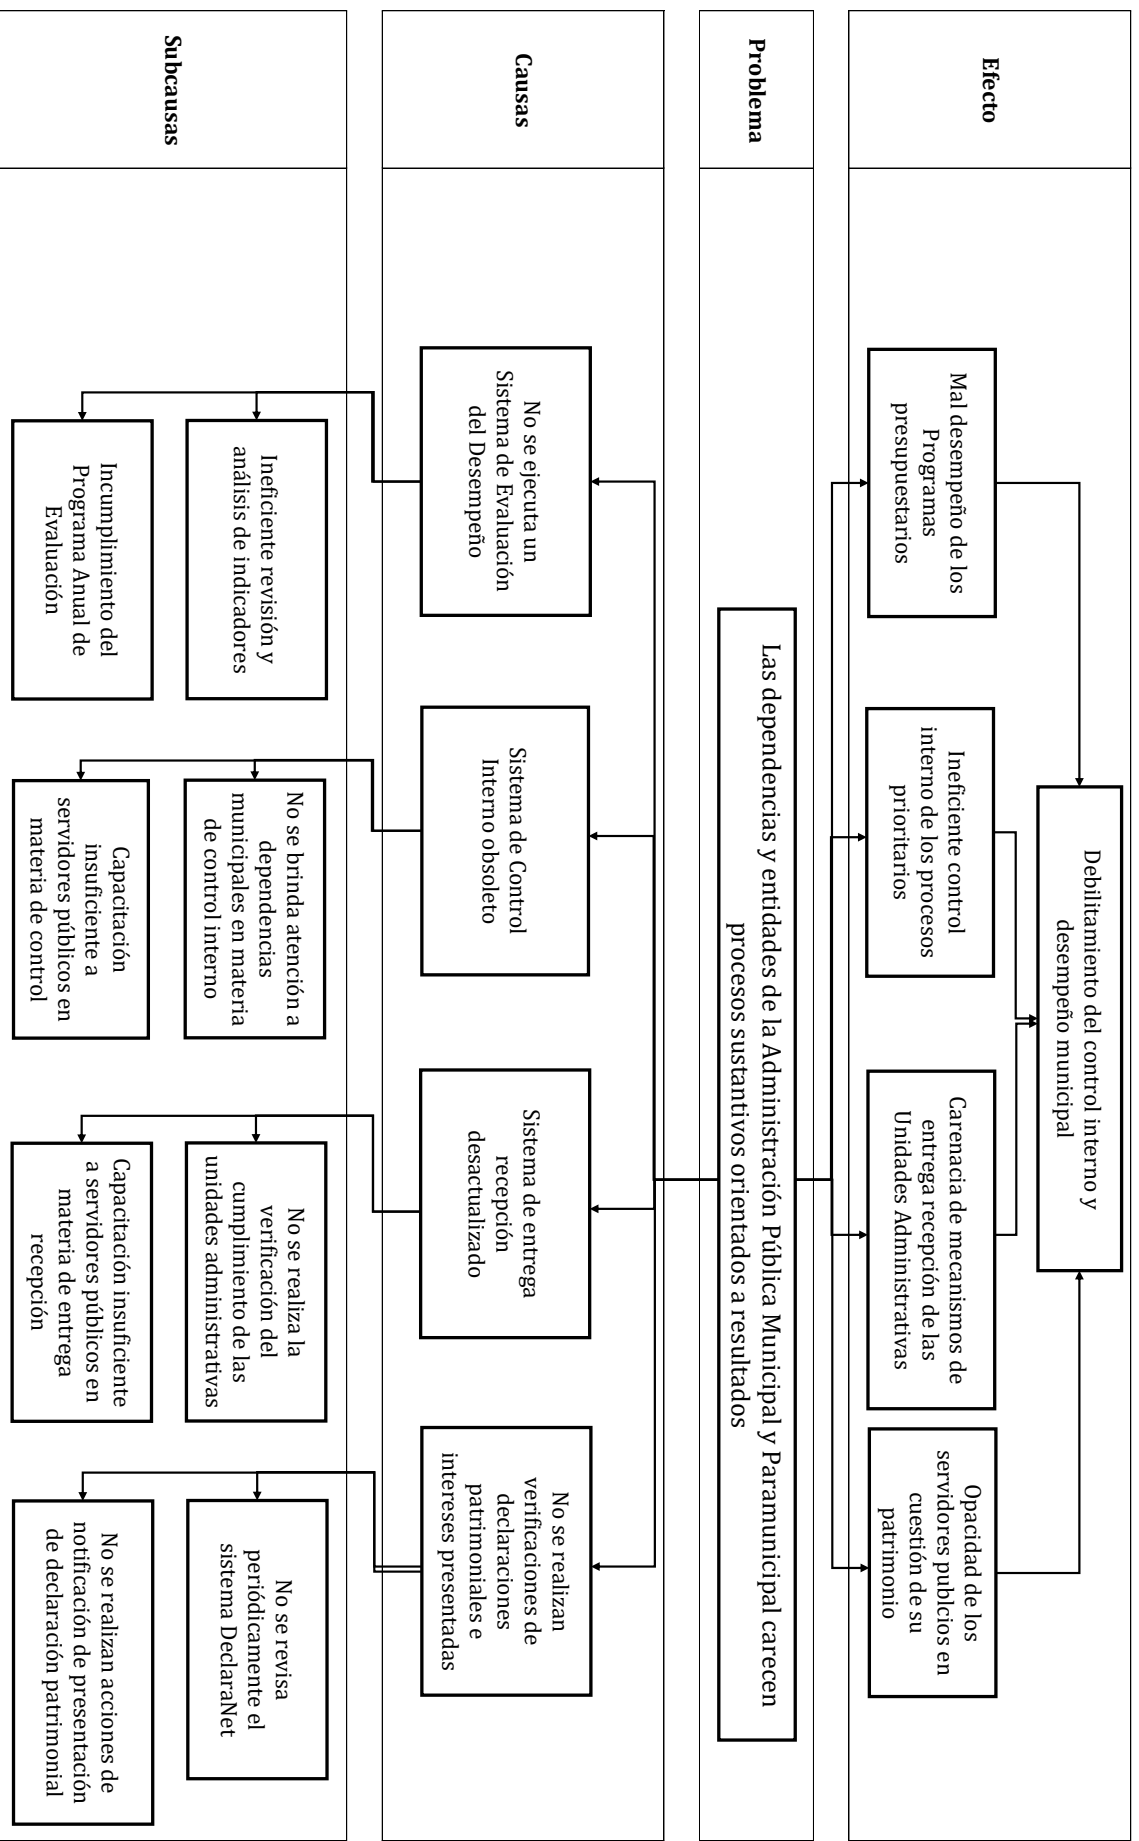 Efecto
Debilitamiento del control interno y
desempeño municipal
Mal desempeño de los
Programas
presupuestarios
Ineficiente control
interno de los procesos
prioritarios
Carenacia de mecanismos de
entrega recepción de las
Unidades Administrativas
Opacidad de los
servidores publcios en
cuestión de su
patrimonio
Problema
Las dependencias y entidades de la Administración Pública Municipal y Paramunicipal carecen
procesos sustantivos orientados a resultados
Causas
No se ejecuta un
Sistema de Evaluación
del Desempeño
Sistema de Control
Interno obsoleto
Sistema de entrega
recepción
desactualizado
No se realizan
verificaciones de
declaraciones
patrimoniales e
intereses presentadas
Subcausas
Ineficiente revisión y
análisis de indicadores
No se brinda atención a
dependencias
municipales en materia
de control interno
No se realiza la
verificación del
cumplimiento de las
unidades administrativas
No se revisa
periódicamente el
sistema DeclaraNet
Incumplimiento del
Programa Anual de
Evaluación
Capacitación
insuficiente a
servidores públicos en
materia de control
Capacitación insuficiente
a servidores públicos en
materia de entrega
recepción
No se realizan acciones de
notificación de presentación
de declaración patrimonial